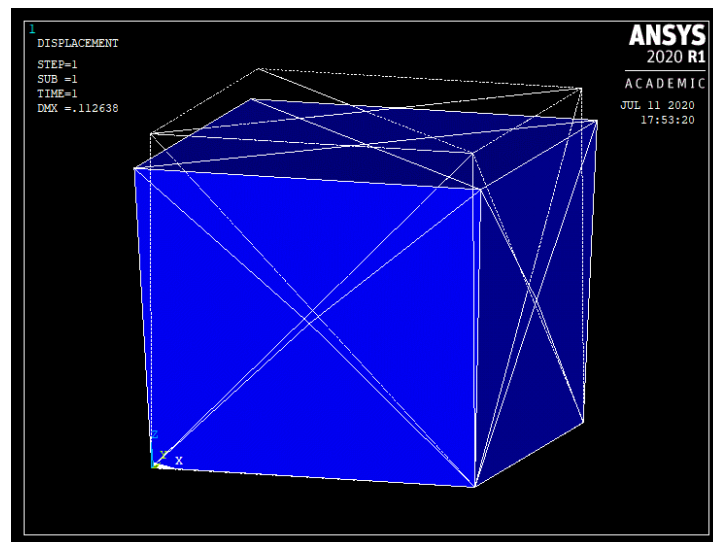 1
DISPLACEMENT
STEP=1
SUB =1
TIME=1
DMX =.112638
ANSYS
2020 R1
ACADEMIC
JUL 11 2020
17:53:20
Z
Y
X